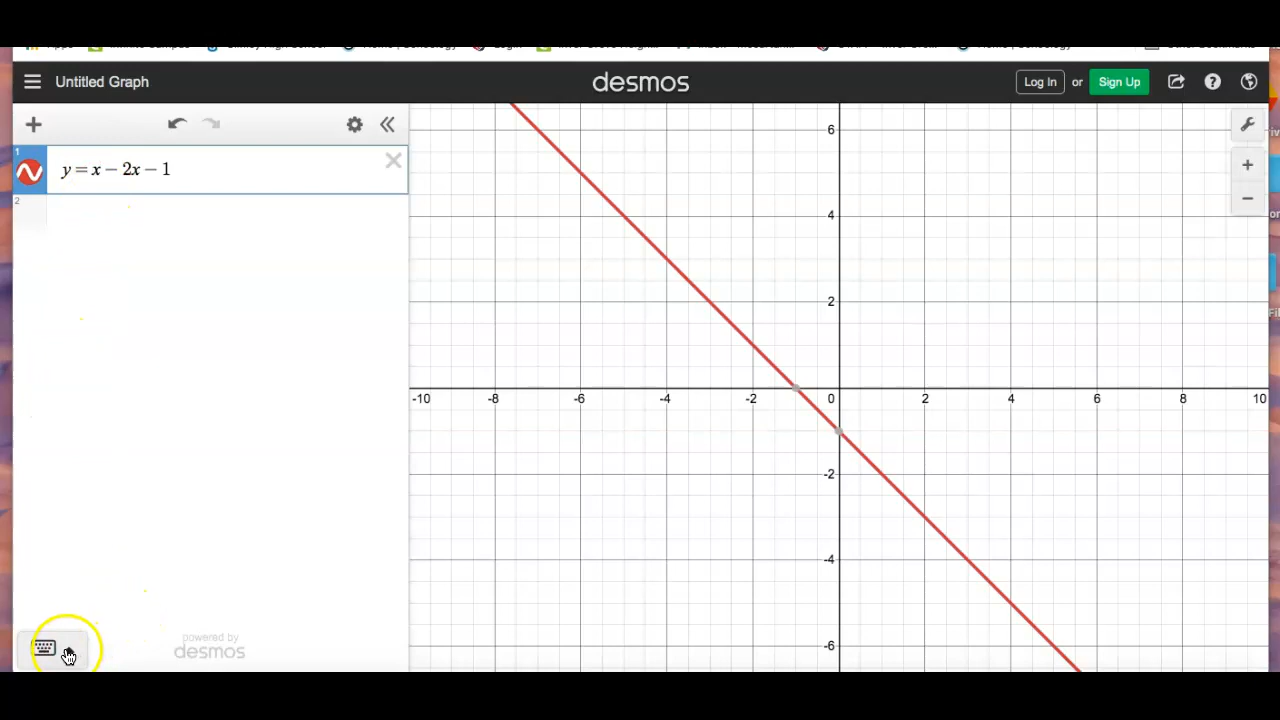 Untitled Graph
desmos
Log In or Sign Up
1
y = x − 2x − 1
2
6
4
2
-10 -8 -6 -4 -2 0 2 4 6 8 10
-2
-4
-6
powered by
desmos